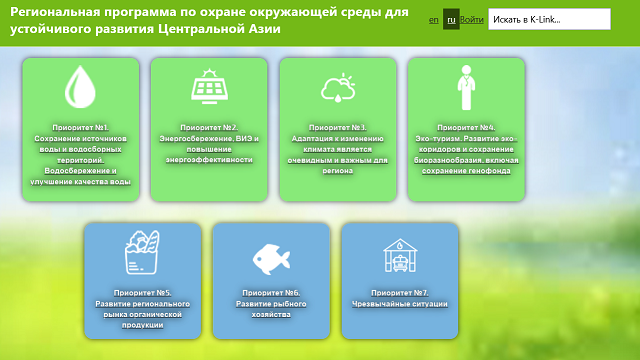 Региональная программа по охране окружающей среды для
устойчивого развития Центральной Азии
en ru Войти Искать в K-Link...
Приоритет №1.
Сохранение источников
воды и водосборных
территорий.
Водосбережение и
улучшение качества воды
Приоритет №2.
Энергосбережение, ВИЭ и
повышение
энергоэффективности
Приоритет №3.
Адаптация к изменению
климата является
очевидным и важным для
региона
Приоритет №4.
Эко-туризм. Развитие эко-
коридоров и сохранение
биоразнообразия, включая
сохранение генофонда
Приоритет №5.
Развитие регионального
рынка органической
продукции
Приоритет №6.
Развитие рыбного
хозяйства
Приоритет №7.
Чрезвычайные ситуации